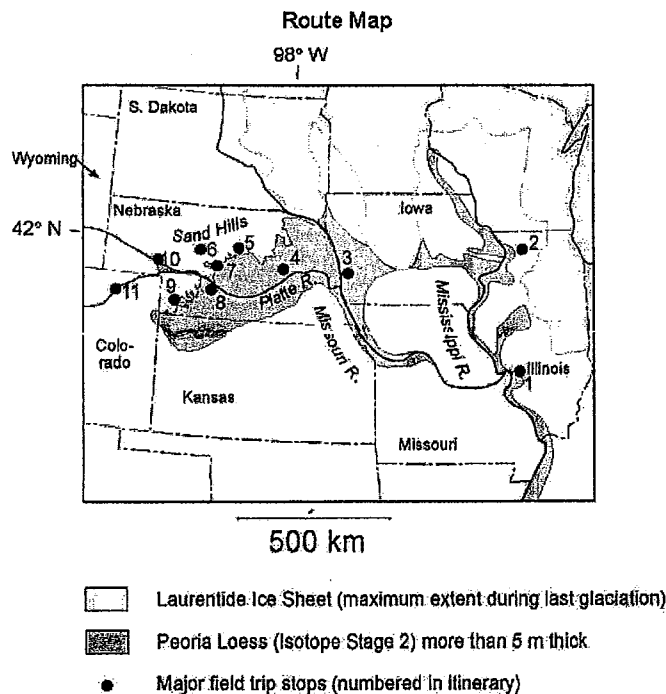 Route Map
98° W
S. Dakota
Wyoming
42° N
Nebraska
Sand Hills
Iowa
6
5
2
10
7
4
3
11
9
8
Platte R.
Missouri R.
Mississippi R.
Colo-
rado
Illinois
1
Kansas
Missouri
500 km
Laurentide Ice Sheet (maximum extent during last glaciation)
Peoria Loess (Isotope Stage 2) more than 5 m thick
Major field trip stops (numbered in itinerary)